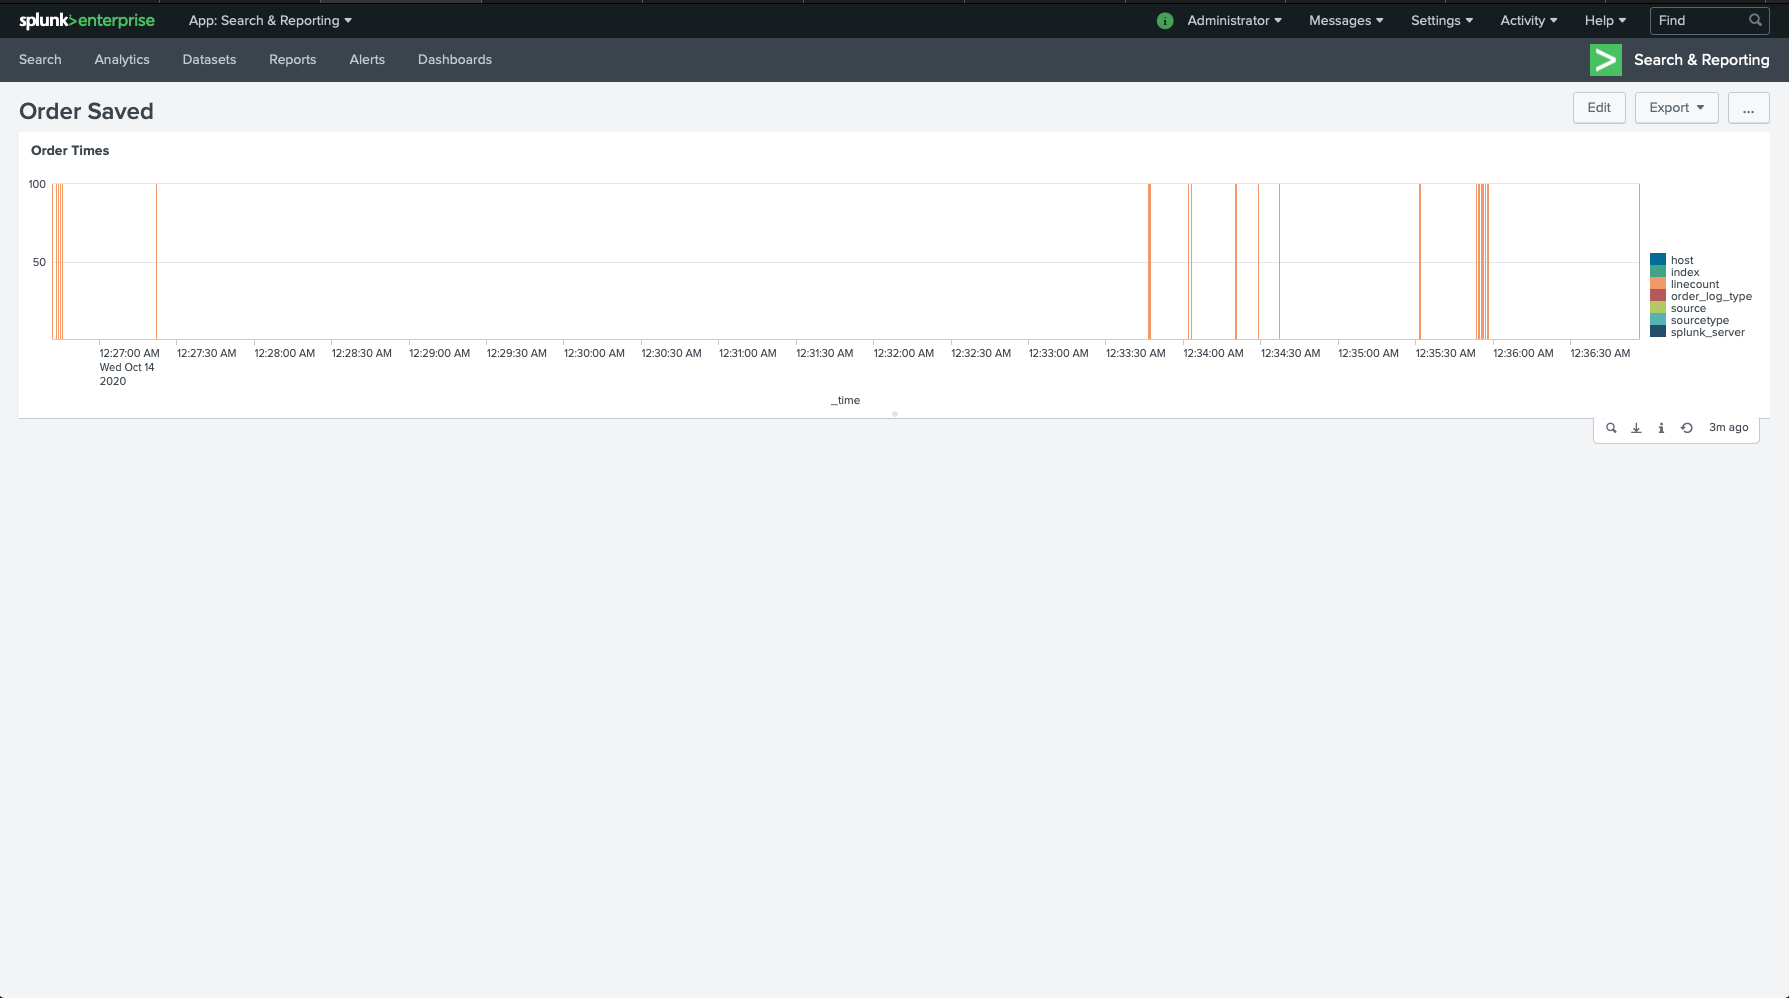 splunk>enterprise App: Search & Reporting i Administrator Messages Settings Activity Help Find
Search Analytics Datasets Reports Alerts Dashboards > Search & Reporting
Order Saved Edit Export ...
Order Times
100
50
host
index
linecount
order_log_type
source
sourcetype
splunk_server
12:27:00 AM 12:27:30 AM 12:28:00 AM 12:28:30 AM 12:29:00 AM 12:29:30 AM 12:30:00 AM 12:30:30 AM 12:31:00 AM 12:31:30 AM 12:32:00 AM 12:32:30 AM 12:33:00 AM 12:33:30 AM 12:34:00 AM 12:34:30 AM 12:35:00 AM 12:35:30 AM 12:36:00 AM 12:36:30 AM
Wed Oct 14
2020
_time
i 3m ago